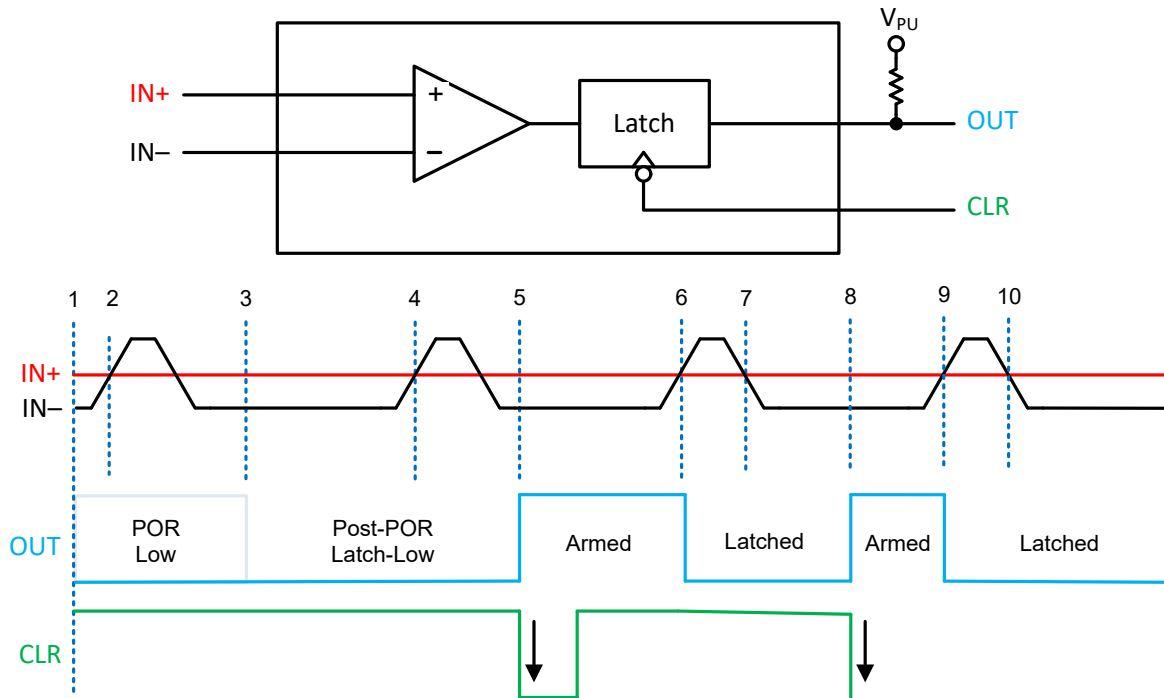 V_PU
IN+
+
Latch
OUT
IN–
–
CLR
1 2 3 4 5 6 7 8 9 10
IN+
IN–
POR
Low
Post-POR
Latch-Low
Armed
Latched
Armed
Latched
OUT
CLR